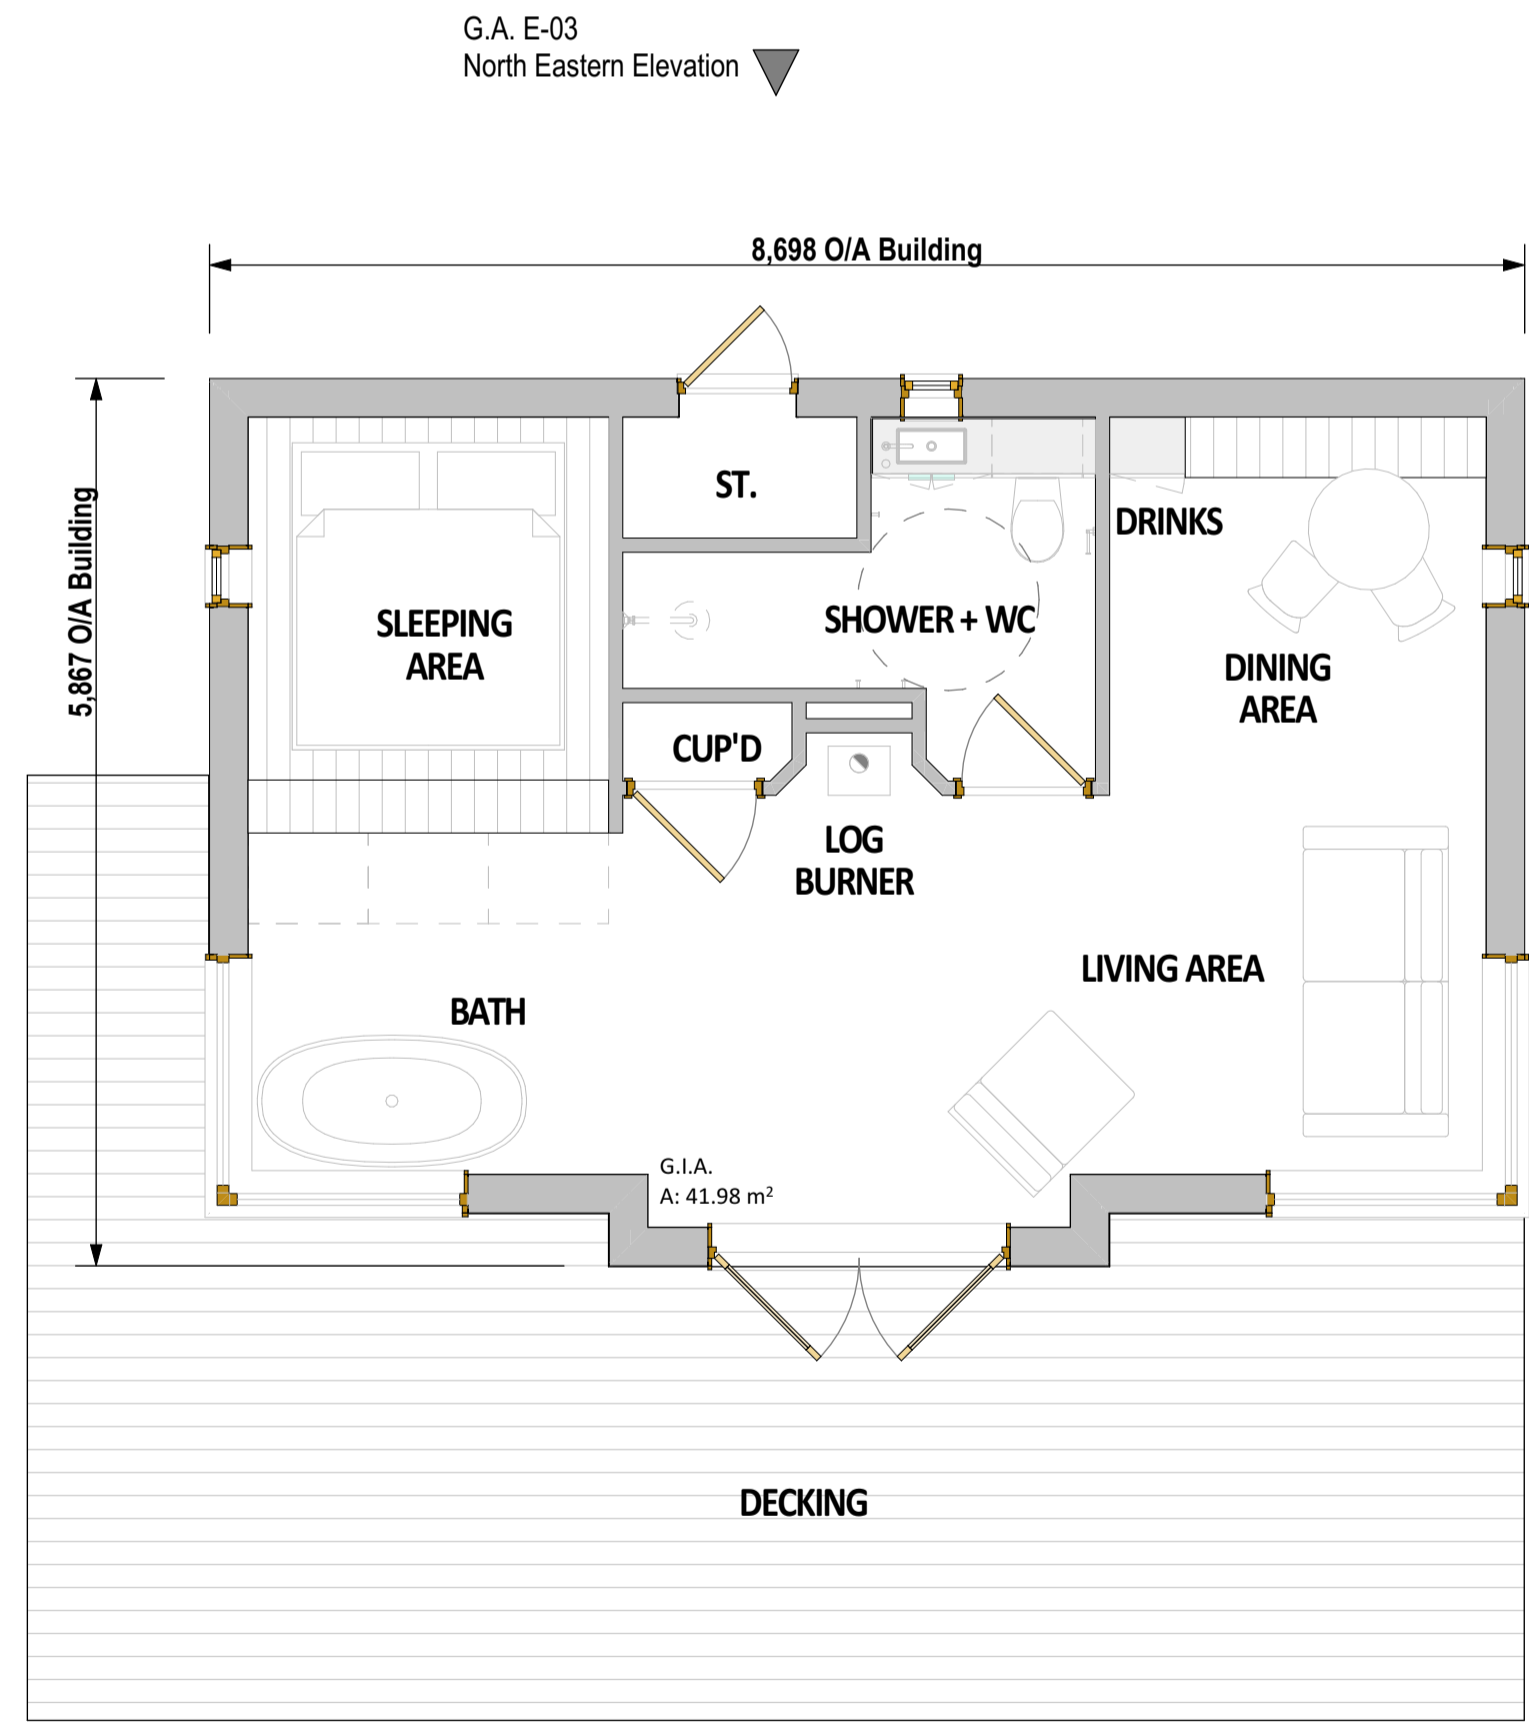 G.A. E-03
North Eastern Elevation
8,698 O/A Building
5,867 O/A Building
ST.
DRINKS
SLEEPING
AREA
SHOWER + WC
DINING
AREA
CUP'D
LOG
BURNER
LIVING AREA
BATH
G.I.A.
A: 41.98 m²
DECKING